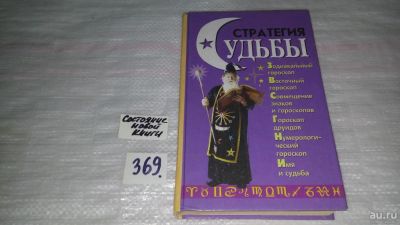 СТРАТЕГИЯ
СУДЬБЫ
Зодиакальный
гороскоп
Восточный
гороскоп
Совмещение
знаков
и гороскопов
Гороскоп
друидов
Нумерологи-
ческий
гороскоп
Имя
и судьба
Состояние
новой
книги
369.
au.ru